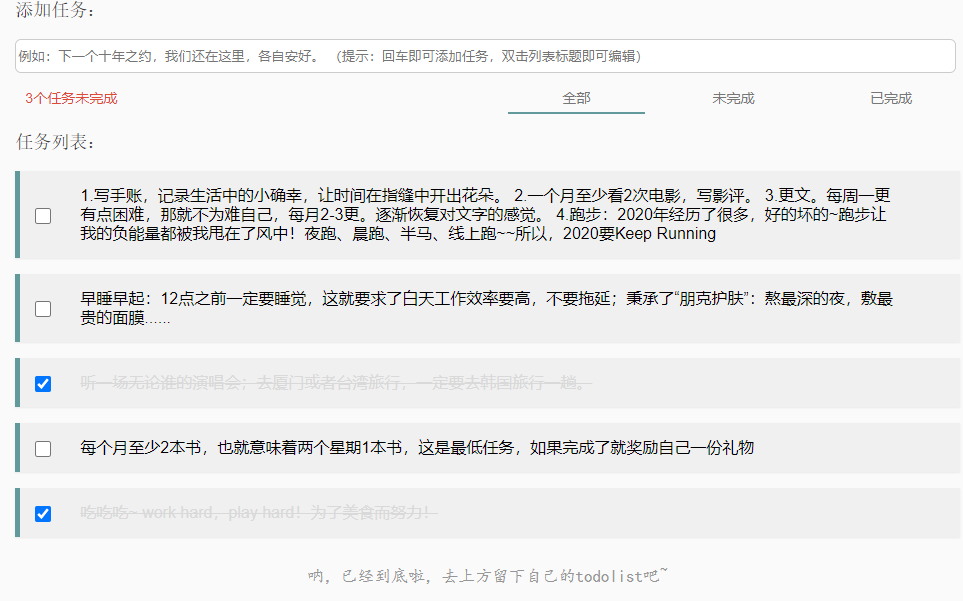 添加任务：
例如：下一个十年之约，我们还在这里，各自安好。 （提示：回车即可添加任务，双击列表标题即可编辑）
3个任务未完成 全部 未完成 已完成
任务列表：
1.写手账，记录生活中的小确幸，让时间在指缝中开出花朵。 2.一个月至少看2次电影，写影评。 3.更文。每周一更
有点困难，那就不为难自己，每月2-3更。逐渐恢复对文字的感觉。 4.跑步：2020年经历了很多，好的坏的~跑步让
我的负能量都被我甩在了风中！夜跑、晨跑、半马、线上跑~~所以，2020要Keep Running
早睡早起：12点之前一定要睡觉，这就要求了白天工作效率要高，不要拖延；秉承了“朋克护肤”：熬最深的夜，敷最
贵的面膜......
听一场无论谁的演唱会；去厦门或者台湾旅行，一定要去韩国旅行一趟。
每个月至少2本书，也就意味着两个星期1本书，这是最低任务，如果完成了就奖励自己一份礼物
吃吃吃~ work hard，play hard！为了美食而努力！
呐，已经到底啦，去上方留下自己的todolist吧~